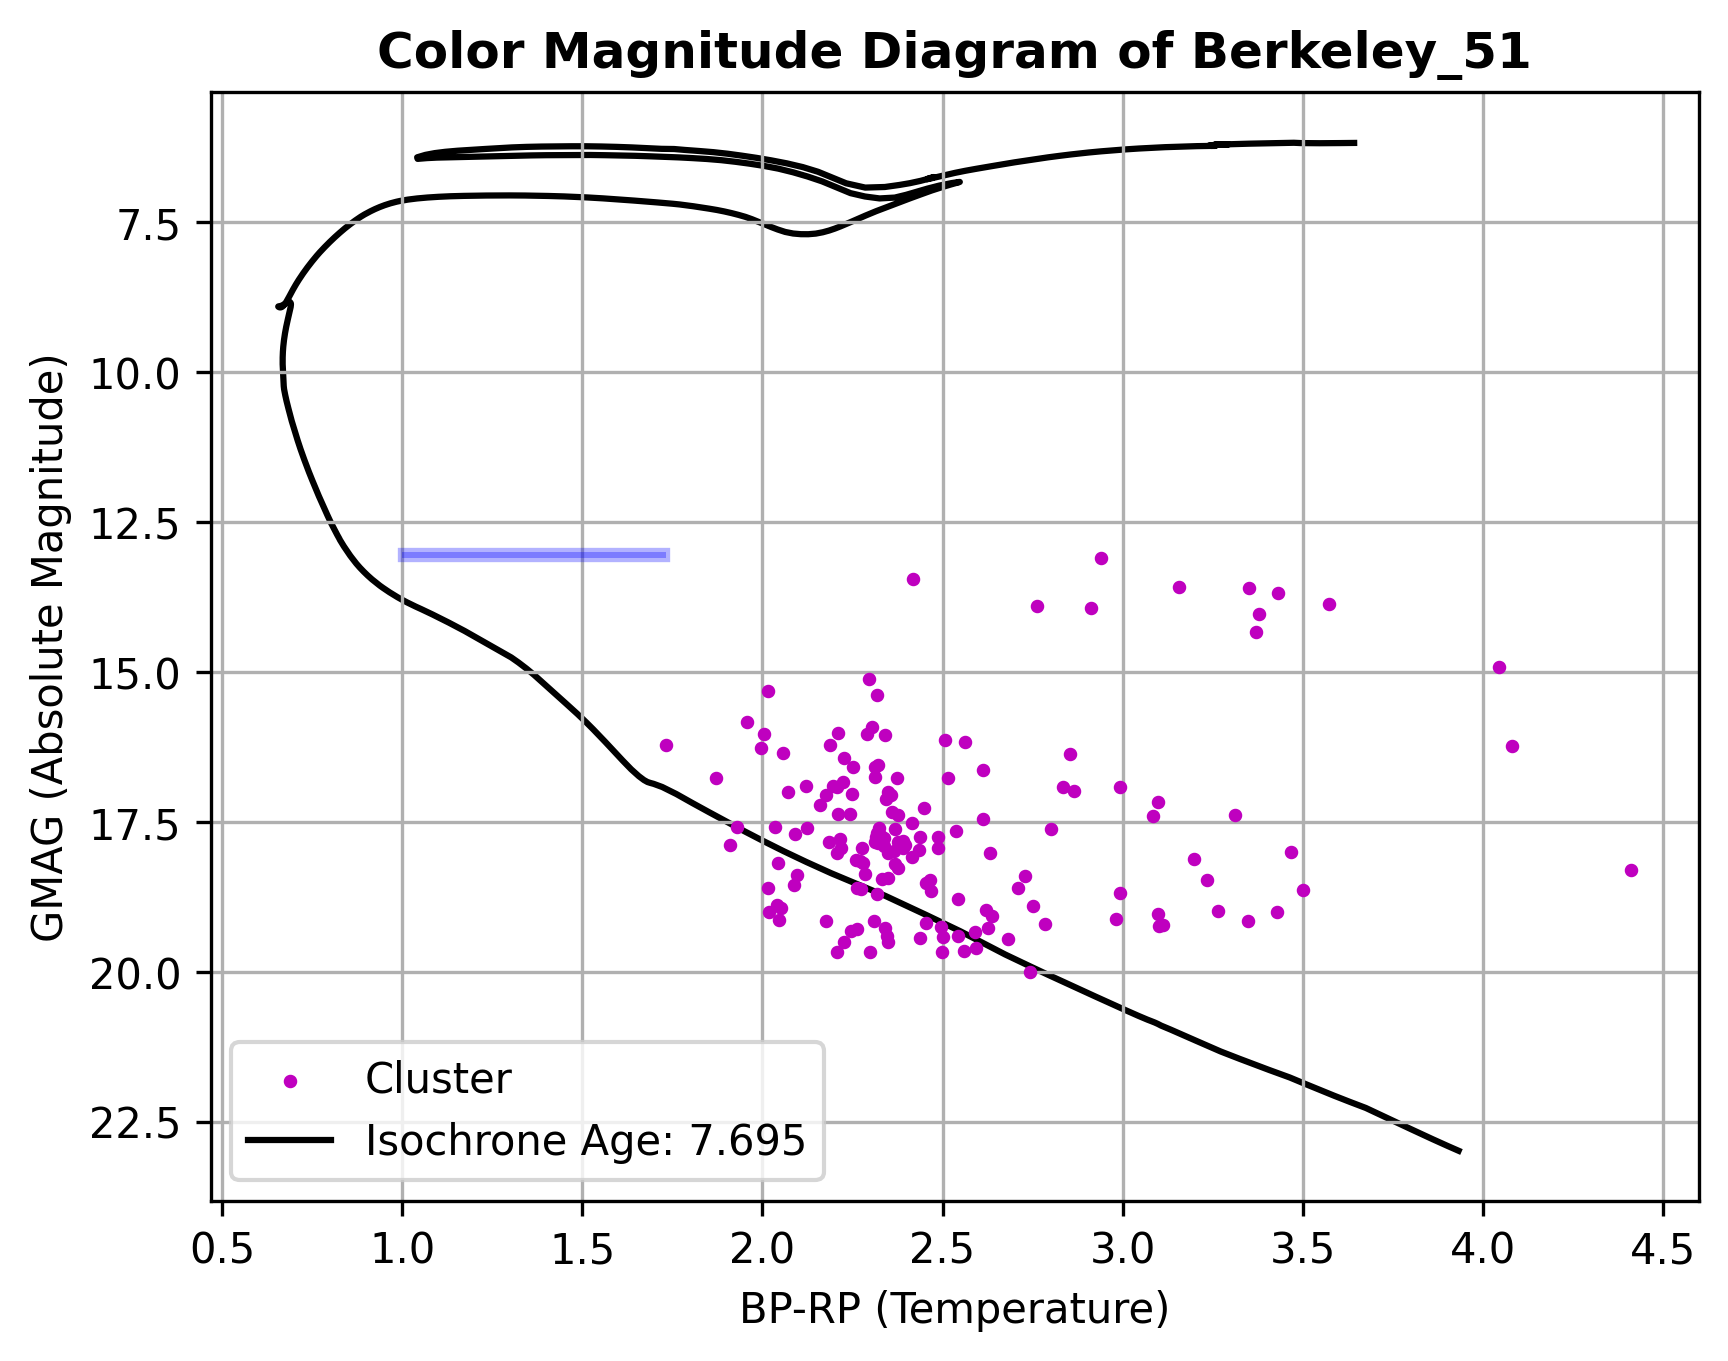 Color Magnitude Diagram of Berkeley_51
GMAG (Absolute Magnitude)
7.5
10.0
12.5
15.0
17.5
20.0
22.5
Cluster
Isochrone Age: 7.695
0.5 1.0 1.5 2.0 2.5 3.0 3.5 4.0 4.5
BP-RP (Temperature)